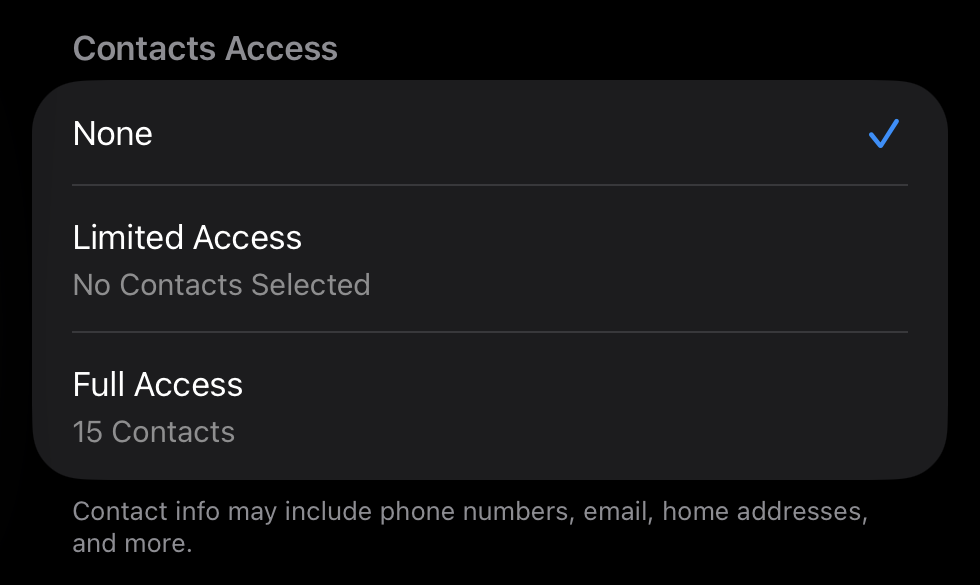 Contacts Access
None
Limited Access
No Contacts Selected
Full Access
15 Contacts
Contact info may include phone numbers, email, home addresses,
and more.